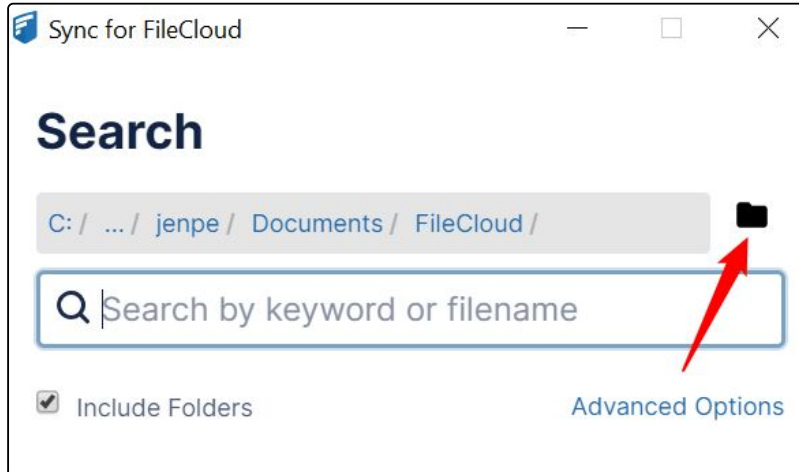 Sync for FileCloud
Search
C: / ... / jenpe / Documents / FileCloud /
Search by keyword or filename
Include Folders
Advanced Options